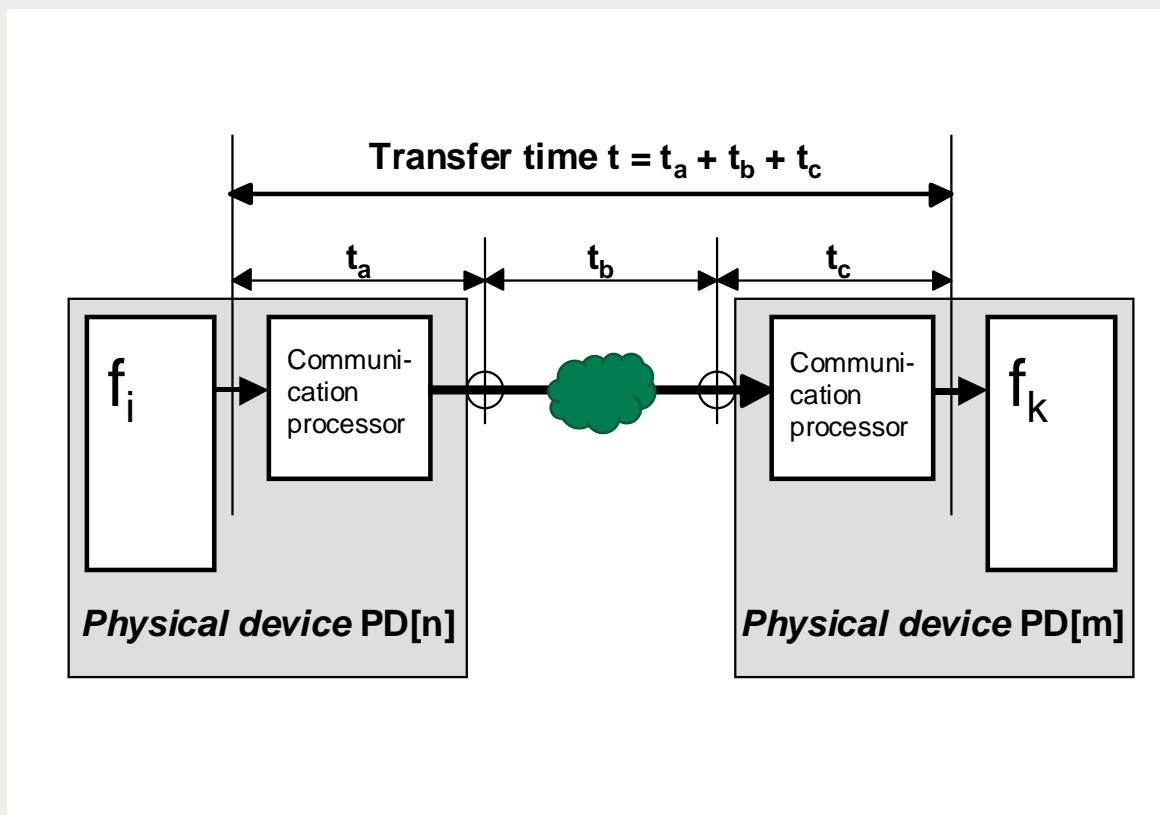 Transfer time t = ta + tb + tc
ta
tb
tc
fi
Communi-
cation
processor
Communi-
cation
processor
fk
Physical device PD[n]
Physical device PD[m]